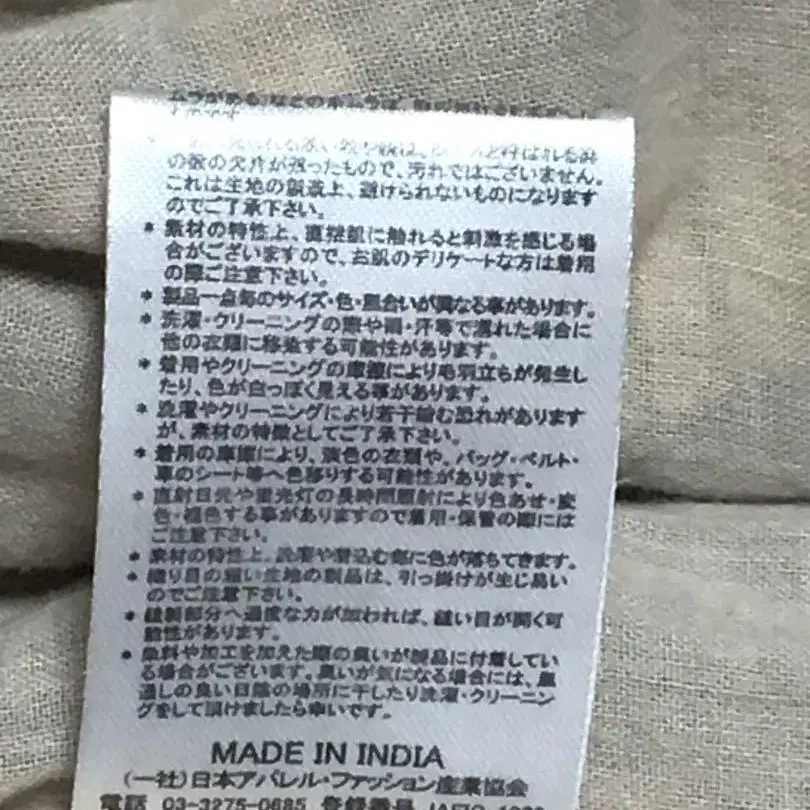 ムラがある
の殻の欠片が残ったもので、汚れではございません。
これは生地の製造上、避けられないものになります
のでご了承下さい。
* 素材の特性上、直接肌に触れると刺激を感じる場
合がございますので、お肌のデリケートな方は着用
の際ご注意下さい。
* 製品一点毎のサイズ・色・風合いが異なる事があります。
* 洗濯・クリーニングの際や雨・汗等で濡れた場合に
他の衣類に移染する可能性があります。
* 着用やクリーニングの摩擦により毛羽立ちが発生し
たり、色が白っぽく見える事があります。
* 洗濯やクリーニングにより若干縮む恐れがあります
が、素材の特徴としてご了承下さい。
* 着用の摩擦により、淡色の衣類や、バッグ・ベルト・
車のシート等へ色移りする可能性があります。
* 直射日光や蛍光灯の長時間照射により色あせ・変
色・褪色する事がありますので着用・保管の際には
ご注意下さい。
* 素材の特性上、洗濯や着込む毎に色が落ちてきます。
* 織り目の粗い生地の製品は、引っ掛けが生じ易い
のでご注意下さい。
* 縫製部分へ過度な力が加われば、縫い目が開く可
能性があります。
* 染料や加工を加えた際の臭いが製品に付着してい
る場合がございます。臭いが気になる場合には、風
通しの良い日陰の場所に干したり洗濯・クリーニン
グをして頂けましたら幸いです。
MADE IN INDIA
(一社)日本アパレル・ファッション産業協会
電話 03-3275-0685 登録番号